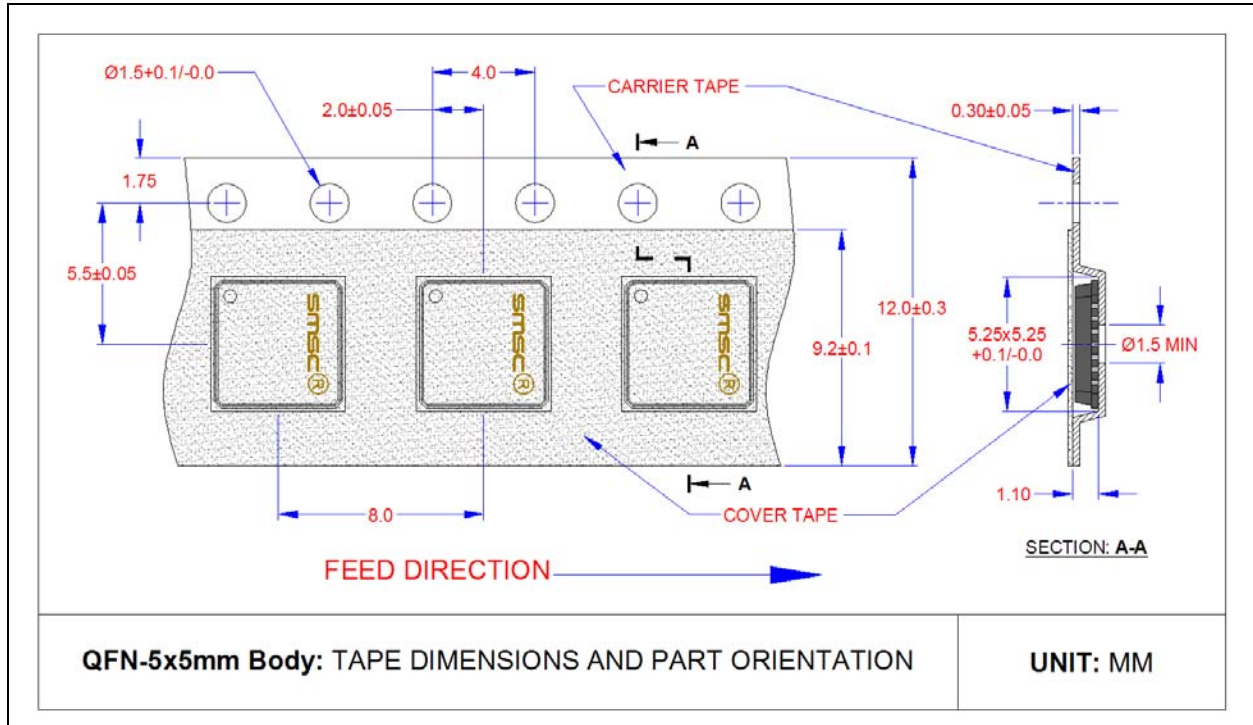 Ø1.5+0.1/-0.0
4.0
CARRIER TAPE
0.30±0.05
2.0±0.05
A
1.75
5.5±0.05
smsc®
smsc®
smsc®
12.0±0.3
9.2±0.1
5.25x5.25
+0.1/-0.0
Ø1.5 MIN
A
1.10
8.0
COVER TAPE
SECTION: A-A
FEED DIRECTION
QFN-5x5mm Body: TAPE DIMENSIONS AND PART ORIENTATION
UNIT: MM